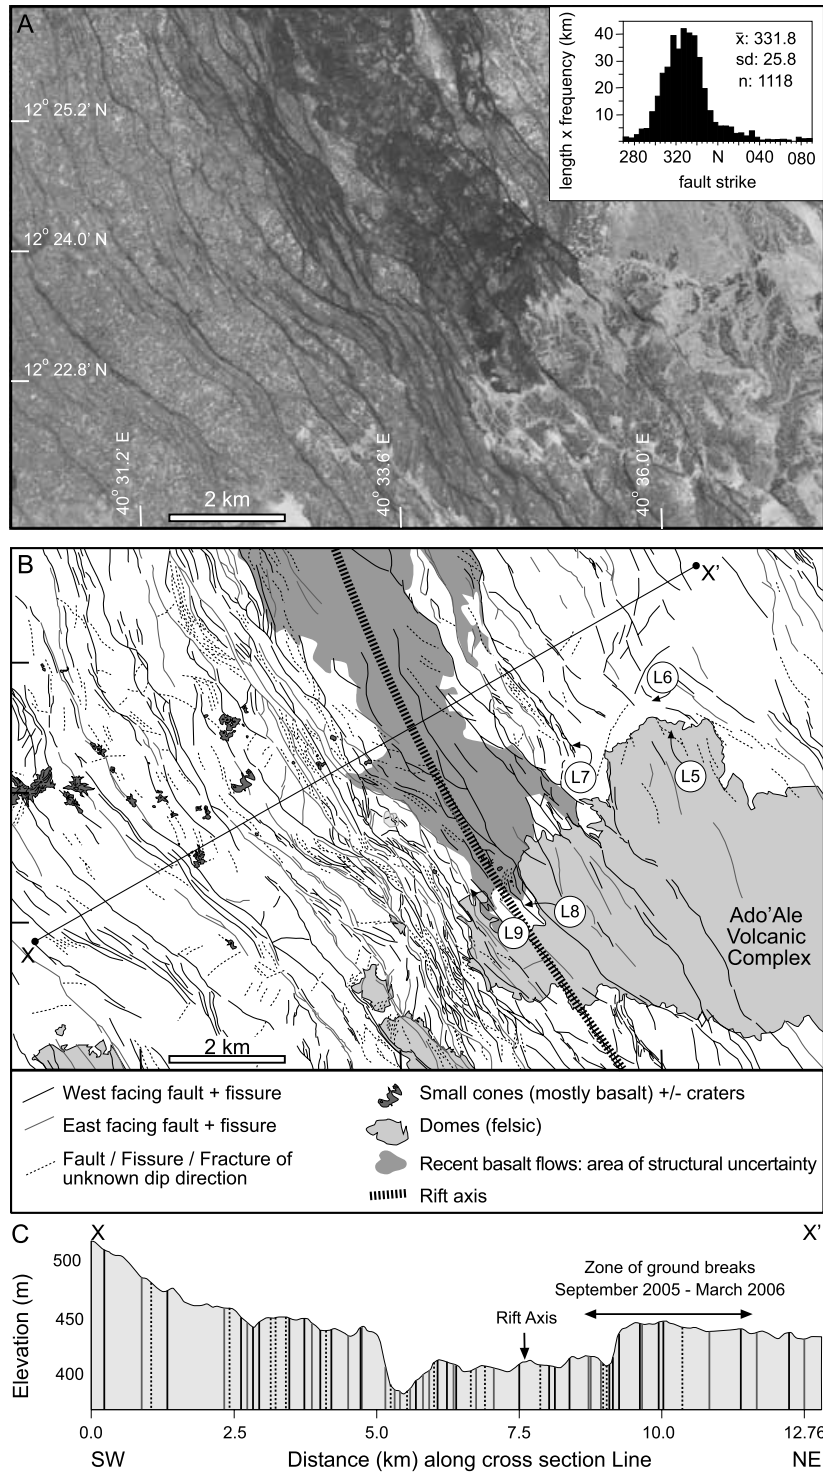 A
length x frequency (km)
40
30
20
10
x̄: 331.8
sd: 25.8
n: 1118
280 320 N 040 080
fault strike
12° 25.2' N
12° 24.0' N
12° 22.8' N
40° 31.2' E
40° 33.6' E
40° 36.0' E
2 km
B
X'
L6
L7
L5
L8
L9
Ado'Ale
Volcanic
Complex
X
2 km
West facing fault + fissure
East facing fault + fissure
Fault / Fissure / Fracture of
unknown dip direction
Small cones (mostly basalt) +/- craters
Domes (felsic)
Recent basalt flows: area of structural uncertainty
Rift axis
C
X
X'
Elevation (m)
500
450
400
Zone of ground breaks
September 2005 - March 2006
Rift Axis
0.0 2.5 5.0 7.5 10.0 12.76
SW
Distance (km) along cross section Line
NE